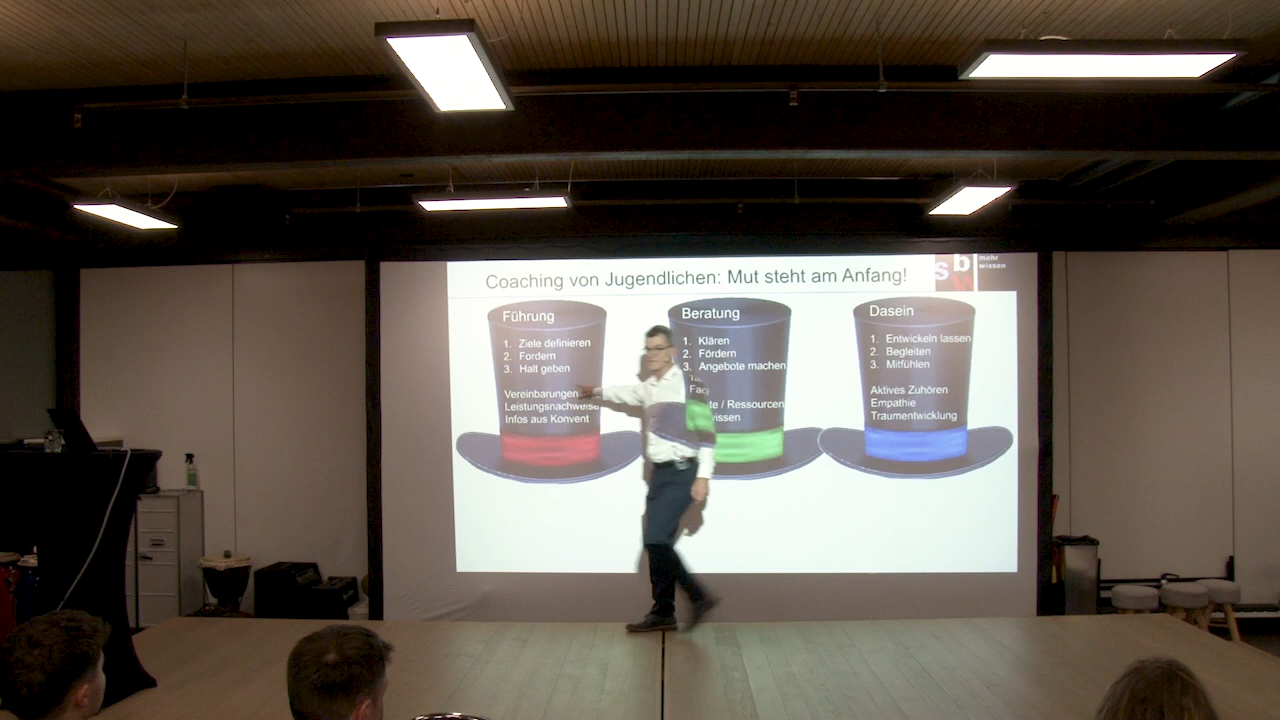 Coaching von Jugendlichen: Mut steht am Anfang!
sb
mehr
wissen
Führung
1. Ziele definieren
2. Fordern
3. Halt geben
Vereinbarungen
Leistungsnachweise
Infos aus Konvent
Beratung
1. Klären
2. Fördern
3. Angebote machen
/ Ressourcen
Dasein
1. Entwickeln lassen
2. Begleiten
3. Mitfühlen
Aktives Zuhören
Empathie
Traumentwicklung